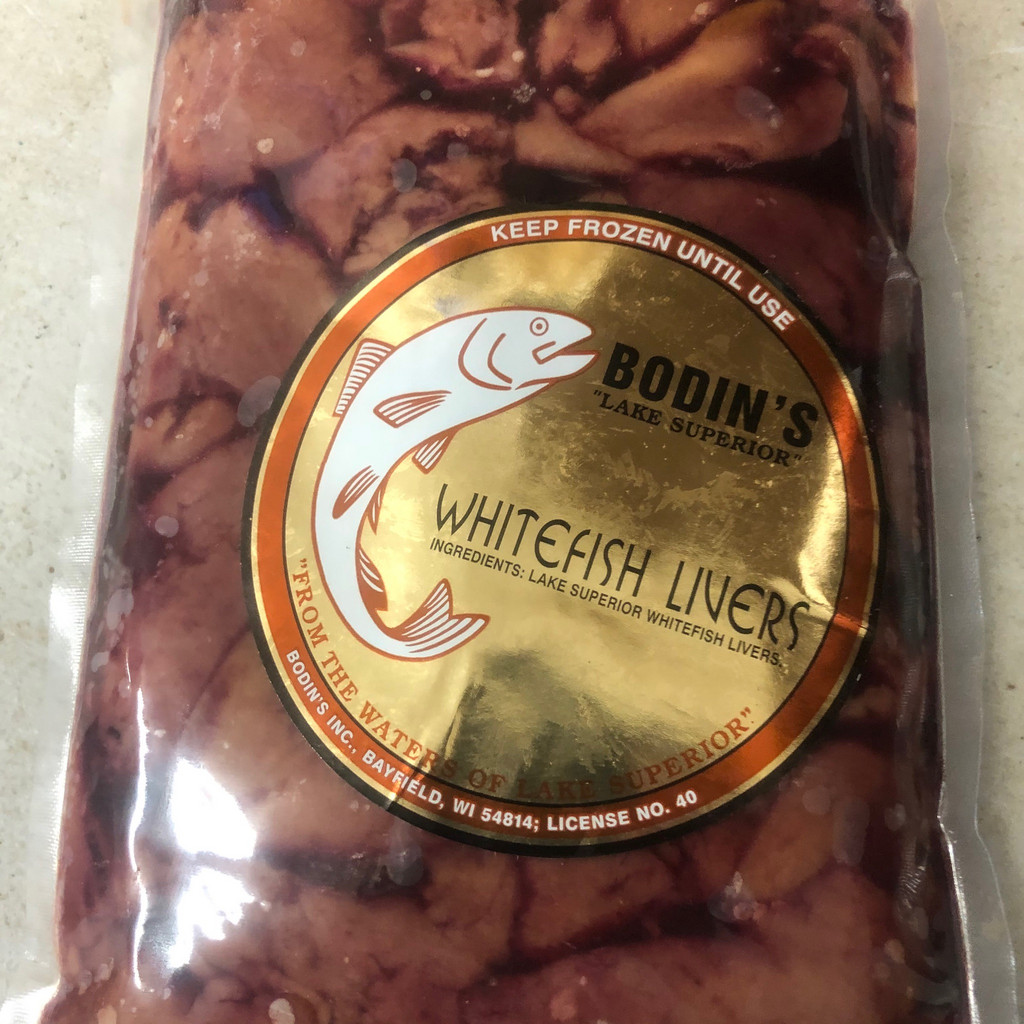 KEEP FROZEN UNTIL USE
BODIN'S
"LAKE SUPERIOR"
WHITEFISH LIVERS
INGREDIENTS: LAKE SUPERIOR WHITEFISH LIVERS.
"FROM THE WATERS OF LAKE SUPERIOR"
BODIN'S INC., BAYFIELD, WI 54814; LICENSE NO. 40